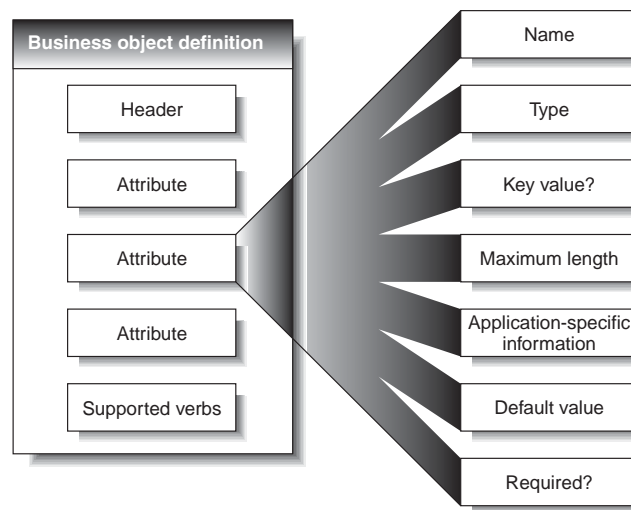 Business object definition
Header
Attribute
Attribute
Attribute
Supported verbs
Name
Type
Key value?
Maximum length
Application-specific
information
Default value
Required?